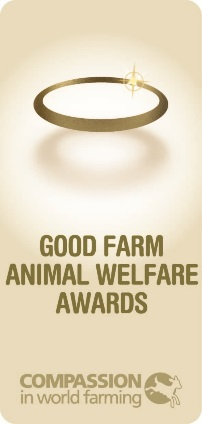 GOOD FARM
ANIMAL WELFARE
AWARDS
COMPASSION
in world farming